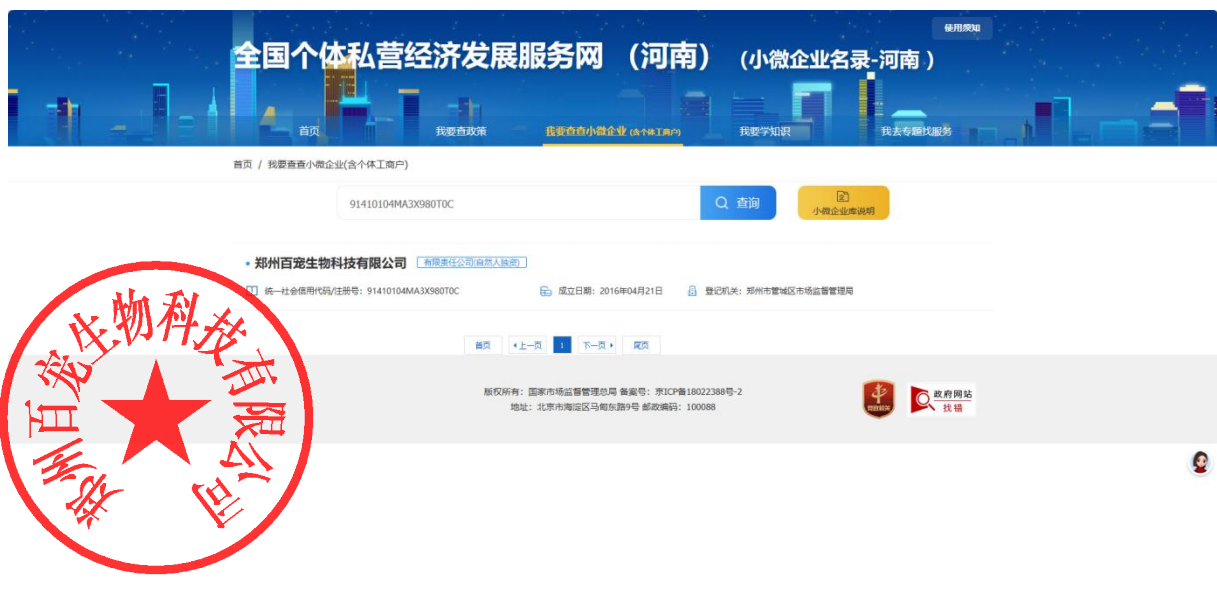 使用须知
全国个体私营经济发展服务网 （河南） （小微企业名录-河南 ）
首页 我要查政策 我要查查小微企业 (含个体工商户) 我要学知识 我去专题找服务
首页 / 我要查查小微企业(含个体工商户)
91410104MA3X980T0C 查询 小微企业库说明
郑州百宠生物科技有限公司 有限责任公司(自然人独资)
统一社会信用代码/注册号：91410104MA3X980T0C 成立日期：2016年04月21日 登记机关：郑州市管城区市场监督管理局
首页 上一页 1 下一页 尾页
版权所有：国家市场监督管理总局 备案号：京ICP备18022388号-2
地址：北京市海淀区马甸东路9号 邮政编码：100088
党政机关
政府网站
找错
郑州百宠生物科技有限公司